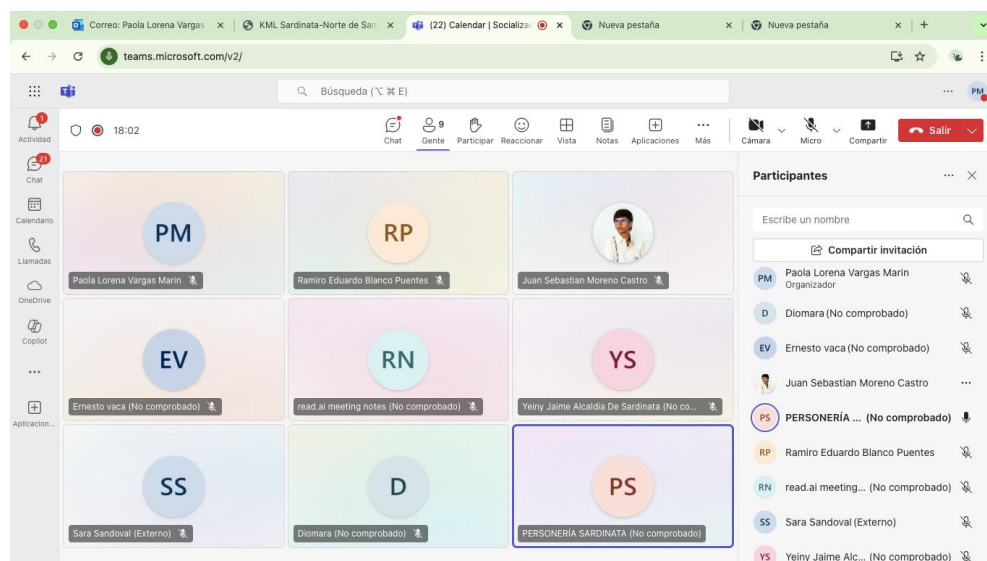 Correo: Paola Lorena Vargas
KML Sardinata-Norte de San
(22) Calendar | Socializac
Nueva pestaña
Nueva pestaña
teams.microsoft.com/v2/
Búsqueda (⌥ ⌘ E)
PM
Actividad
1
Chat
21
Calendario
Llamadas
OneDrive
Copilot
Aplicacion...
18:02
Chat
Gente
9
Participar
Reaccionar
Vista
Notas
Aplicaciones
Más
Cámara
Micro
Compartir
Salir
PM
Paola Lorena Vargas Marin
RP
Ramiro Eduardo Blanco Puentes
Juan Sebastian Moreno Castro
EV
Ernesto vaca (No comprobado)
RN
read.ai meeting notes (No comprobado)
YS
Yeiny Jaime Alcaldia De Sardinata (No co...
SS
Sara Sandoval (Externo)
D
Diomara (No comprobado)
PS
PERSONERÍA SARDINATA (No comprobado)
Participantes
Escribe un nombre
Compartir invitación
PM
Paola Lorena Vargas Marin
Organizador
D
Diomara (No comprobado)
EV
Ernesto vaca (No comprobado)
Juan Sebastian Moreno Castro
PS
PERSONERÍA ... (No comprobado)
RP
Ramiro Eduardo Blanco Puentes
RN
read.ai meeting... (No comprobado)
SS
Sara Sandoval (Externo)
YS
Yeiny Jaime Alc... (No comprobado)